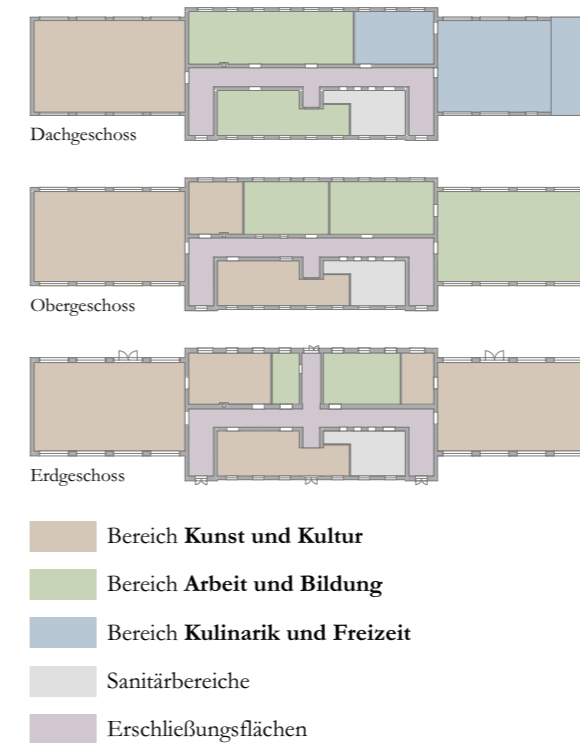 Dachgeschoss
Obergeschoss
Erdgeschoss
Bereich Kunst und Kultur
Bereich Arbeit und Bildung
Bereich Kulinarik und Freizeit
Sanitärbereiche
Erschließungsflächen